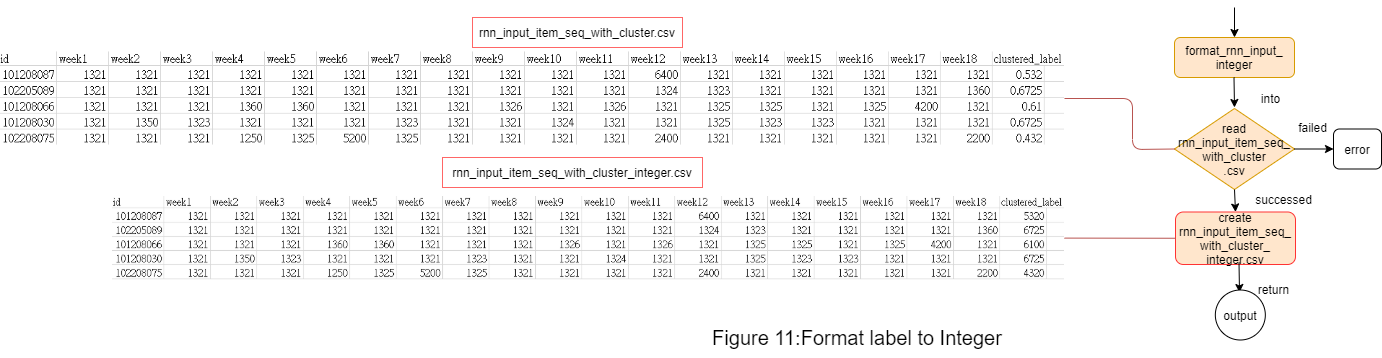 rnn_input_item_seq_with_cluster.csv
id week1 week2 week3 week4 week5 week6 week7 week8 week9 week10 week11 week12 week13 week14 week15 week16 week17 week18 clustered_label
101208087 1321 1321 1321 1321 1321 1321 1321 1321 1321 1321 1321 6400 1321 1321 1321 1321 1321 1321 0.532
102205089 1321 1321 1321 1321 1321 1321 1321 1321 1321 1321 1321 1324 1323 1321 1321 1321 1321 1360 0.6725
101208066 1321 1321 1321 1360 1360 1321 1321 1321 1326 1321 1326 1321 1325 1325 1321 1325 4200 1321 0.61
101208030 1321 1350 1323 1321 1321 1321 1323 1321 1321 1324 1321 1321 1325 1323 1323 1321 1321 1321 0.6725
102208075 1321 1321 1321 1250 1325 5200 1325 1321 1321 1321 1321 2400 1321 1321 1321 1321 1321 2200 0.432
rnn_input_item_seq_with_cluster_integer.csv
id week1 week2 week3 week4 week5 week6 week7 week8 week9 week10 week11 week12 week13 week14 week15 week16 week17 week18 clustered_label
101208087 1321 1321 1321 1321 1321 1321 1321 1321 1321 1321 1321 6400 1321 1321 1321 1321 1321 1321 5320
102205089 1321 1321 1321 1321 1321 1321 1321 1321 1321 1321 1321 1324 1323 1321 1321 1321 1321 1360 6725
101208066 1321 1321 1321 1360 1360 1321 1321 1321 1326 1321 1326 1321 1325 1325 1321 1325 4200 1321 6100
101208030 1321 1350 1323 1321 1321 1321 1323 1321 1321 1324 1321 1321 1325 1323 1323 1321 1321 1321 6725
102208075 1321 1321 1321 1250 1325 5200 1325 1321 1321 1321 1321 2400 1321 1321 1321 1321 1321 2200 4320
format_rnn_input_
integer
into
read
rnn_input_item_seq_
with_cluster
.csv
failed
error
successed
create
rnn_input_item_seq_
with_cluster_
integer.csv
return
output
Figure 11:Format label to Integer